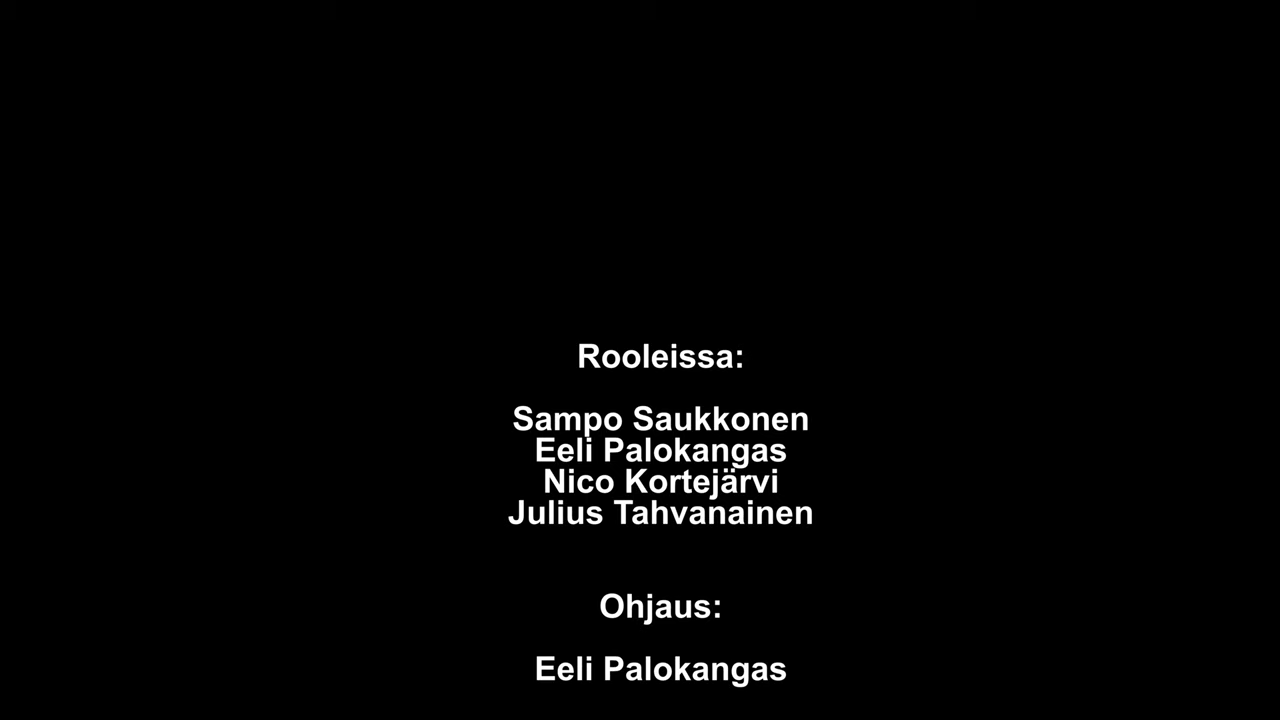 Rooleissa:
Sampo Saukkonen
Eeli Palokangas
Nico Kortejärvi
Julius Tahvanainen
Ohjaus:
Eeli Palokangas